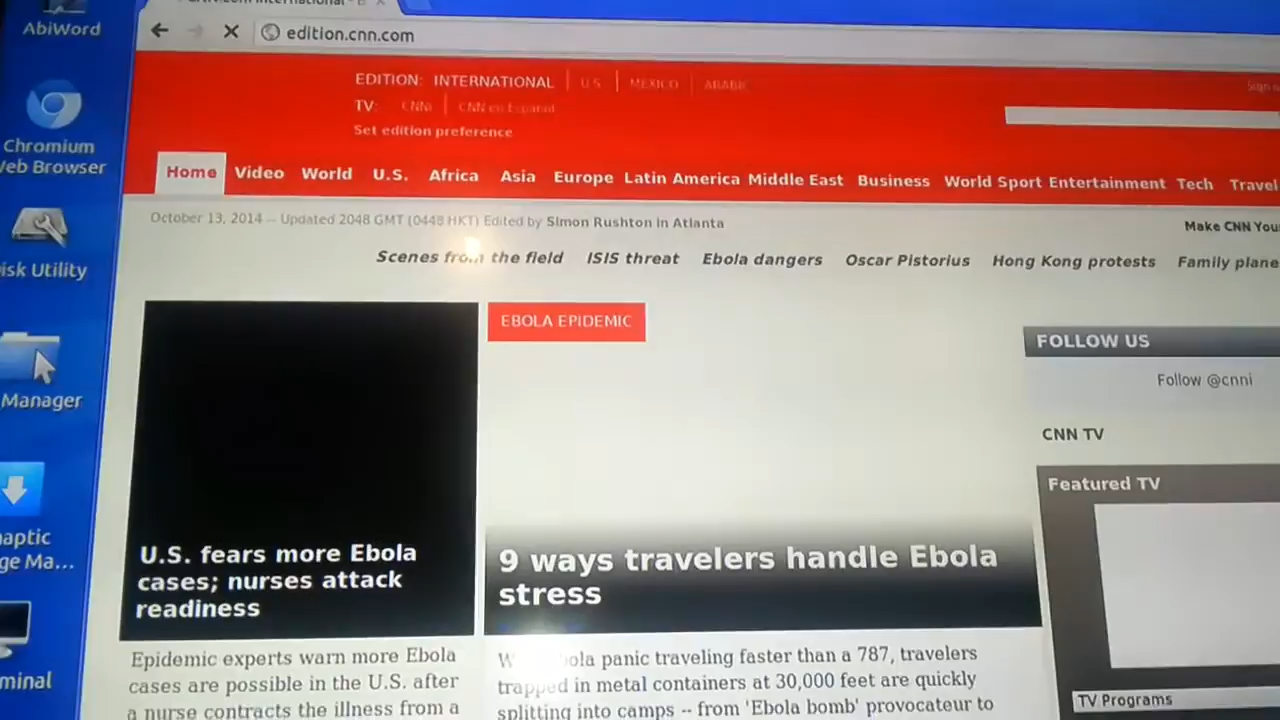 AbiWord
edition.cnn.com
EDITION: INTERNATIONAL U.S. MEXICO ARABIC
TV: CNNi CNN en Español
Set edition preference
Home Video World U.S. Africa Asia Europe Latin America Middle East Business World Sport Entertainment Tech Travel
October 13, 2014 -- Updated 2048 GMT (0448 HKT) Edited by Simon Rushton in Atlanta
Make CNN You
Scenes from the field ISIS threat Ebola dangers Oscar Pistorius Hong Kong protests Family plane
Chromium
Web Browser
isk Utility
Manager
aptic
ge Ma...
minal
EBOLA EPIDEMIC
U.S. fears more Ebola
cases; nurses attack
readiness
Epidemic experts warn more Ebola
cases are possible in the U.S. after
a nurse contracts the illness from a
9 ways travelers handle Ebola
stress
panic traveling faster than a 787, travelers
trapped in metal containers at 30,000 feet are quickly
splitting into camps -- from 'Ebola bomb' provocateur to
FOLLOW US
Follow @cnni
CNN TV
Featured TV
TV Programs